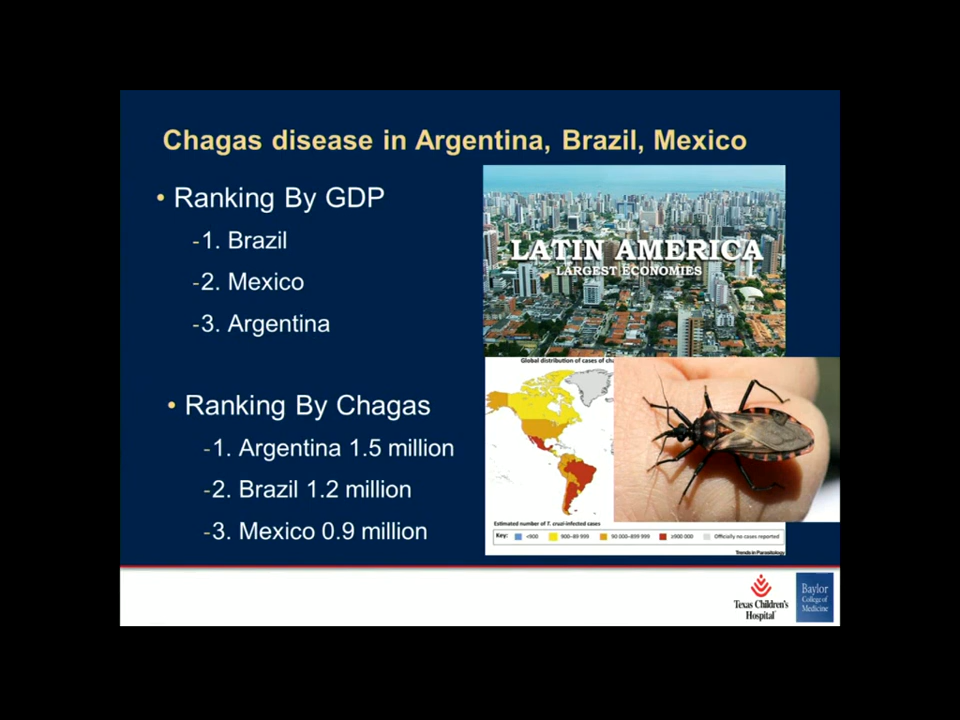 Chagas disease in Argentina, Brazil, Mexico
• Ranking By GDP
-1. Brazil
-2. Mexico
-3. Argentina
• Ranking By Chagas
-1. Argentina 1.5 million
-2. Brazil 1.2 million
-3. Mexico 0.9 million
LATIN AMERICA
LARGEST ECONOMIES
Global distribution of cases of cha
Estimated number of T. cruzi-infected cases
Key: <900 900–89 999 90 000–899 999 ≥900 000 Officially no cases reported
Trends in Parasitology
Texas Children's
Hospital
Baylor
College of
Medicine